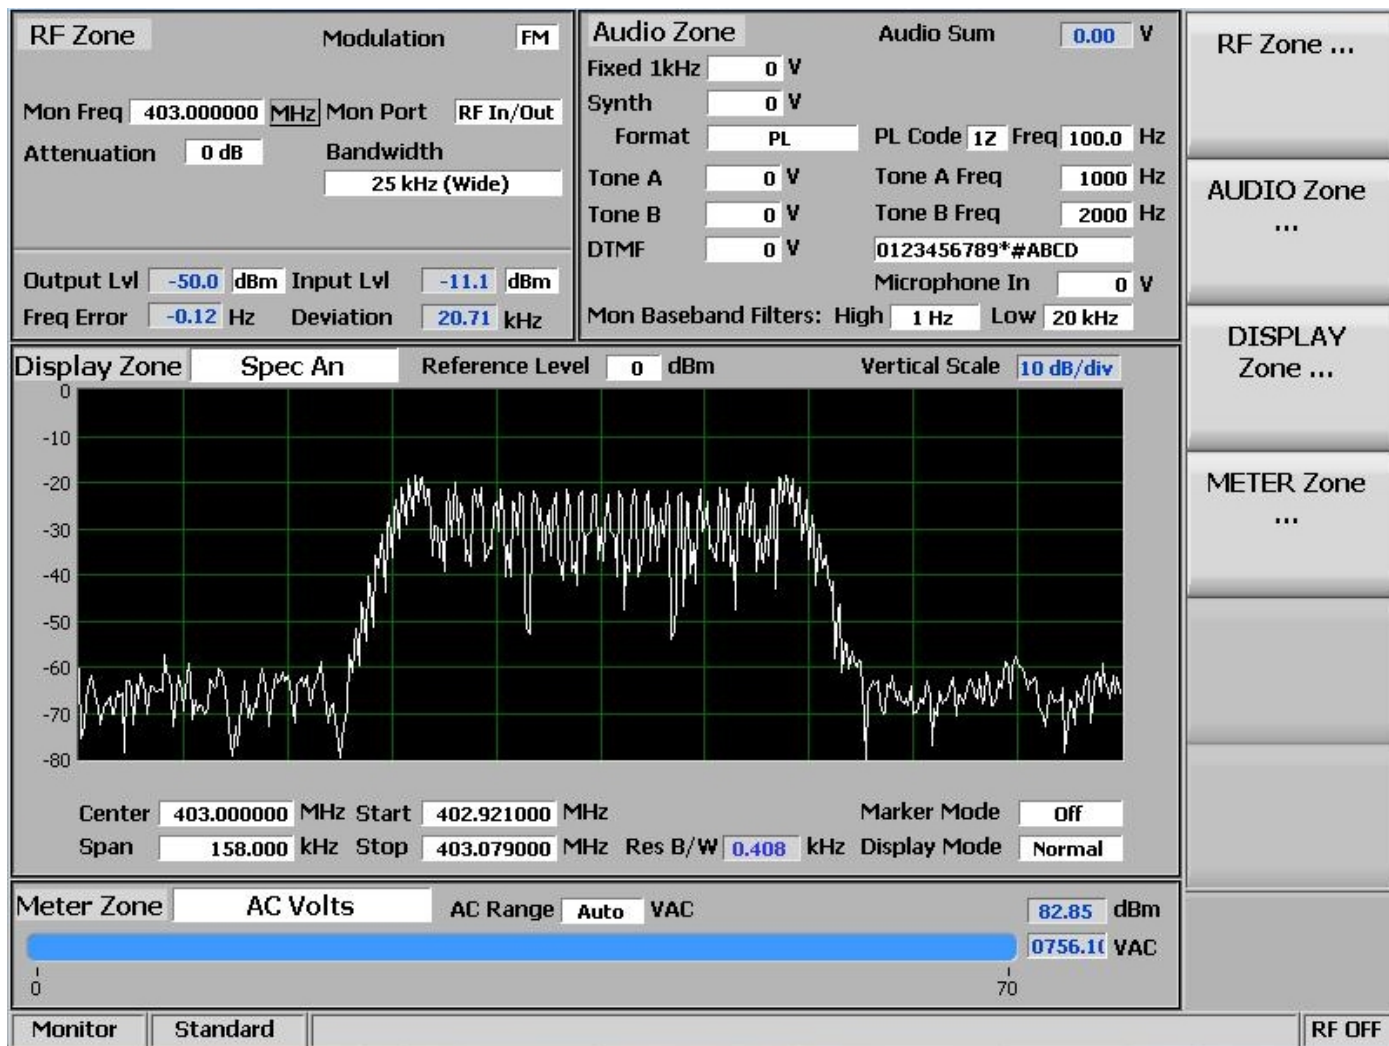 RF Zone
Modulation FM
Mon Freq 403.000000 MHz Mon Port RF In/Out
Attenuation 0 dB Bandwidth
25 kHz (Wide)
Output Lvl -50.0 dBm Input Lvl -11.1 dBm
Freq Error -0.12 Hz Deviation 20.71 kHz
Audio Zone
Audio Sum 0.00 V
Fixed 1kHz 0 V
Synth 0 V
Format PL PL Code 1Z Freq 100.0 Hz
Tone A 0 V Tone A Freq 1000 Hz
Tone B 0 V Tone B Freq 2000 Hz
DTMF 0 V 0123456789*#ABCD
Microphone In 0 V
Mon Baseband Filters: High 1 Hz Low 20 kHz
RF Zone ...
AUDIO Zone
...
DISPLAY
Zone ...
METER Zone
...
Display Zone Spec An Reference Level 0 dBm Vertical Scale 10 dB/div
0
-10
-20
-30
-40
-50
-60
-70
-80
Center 403.000000 MHz Start 402.921000 MHz Marker Mode Off
Span 158.000 kHz Stop 403.079000 MHz Res B/W 0.408 kHz Display Mode Normal
Meter Zone AC Volts AC Range Auto VAC 82.85 dBm
VAC
0 70
Monitor Standard RF OFF